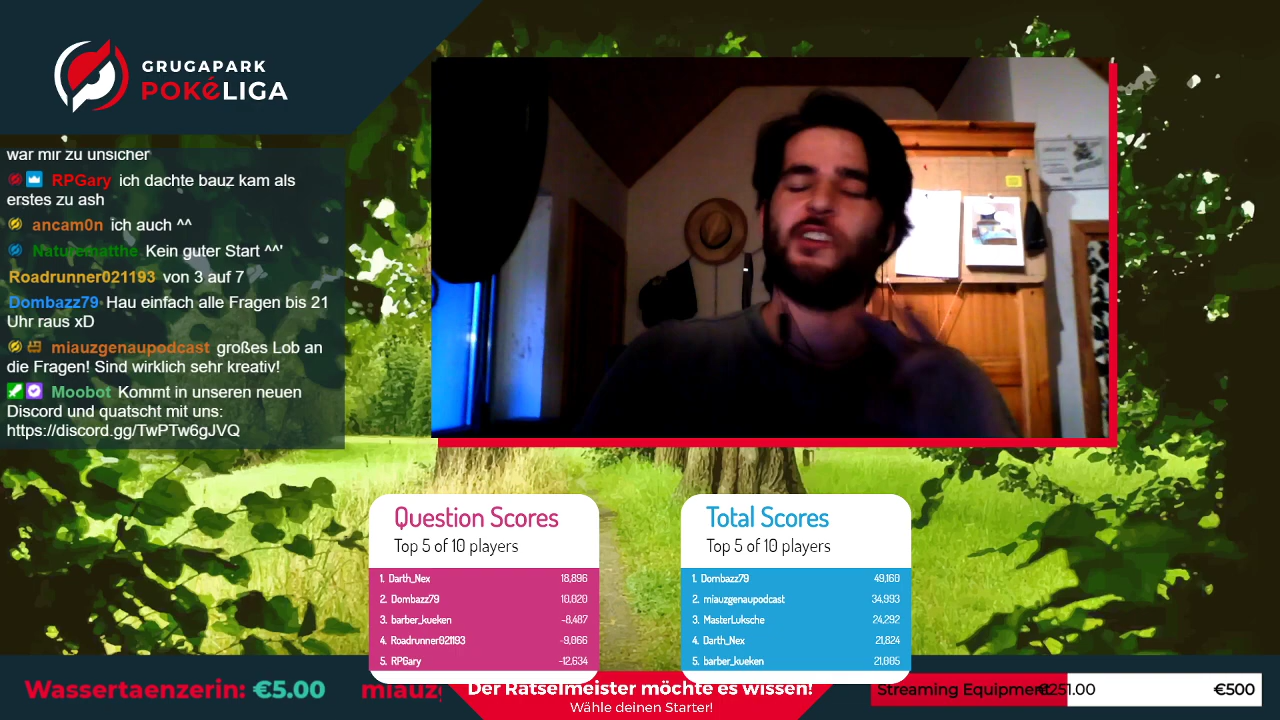 GRUGAPARK
POKéLIGA
war mir zu unsicher
RPGary ich dachte bauz kam als
erstes zu ash
ancam0n ich auch ^^
Naturematthe Kein guter Start ^^'
Roadrunner021193 von 3 auf 7
Dombazz79 Hau einfach alle Fragen bis 21
Uhr raus xD
miauzgenaupodcast großes Lob an
die Fragen! Sind wirklich sehr kreativ!
Moobot Kommt in unseren neuen
Discord und quatscht mit uns:
https://discord.gg/TwPTw6gJVQ
Question Scores
Top 5 of 10 players
1. Darth_Nex 18,896
2. Dombazz79 10,020
3. barber_kueken -8,487
4. Roadrunner021193 -9,066
5. RPGary -12,634
Total Scores
Top 5 of 10 players
1. Dombazz79 49,160
2. miauzgenaupodcast 34,993
3. MasterLuksche 24,292
4. Darth_Nex 21,824
5. barber_kueken 21,005
Wassertaenzerin: €5.00 miauz
Der Rätselmeister möchte es wissen!
Wähle deinen Starter!
Streaming Equipment €251.00 €500